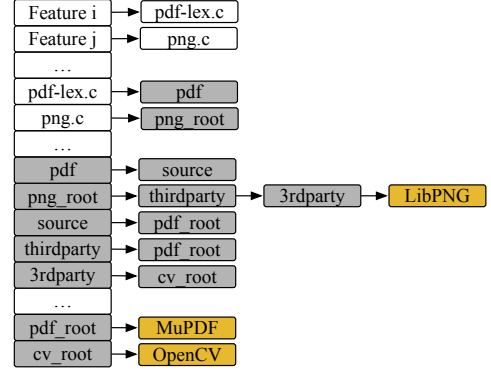 Feature i pdf-lex.c
Feature j png.c
…
pdf-lex.c pdf
png.c png_root
…
pdf source
png_root thirdparty 3rdparty LibPNG
source pdf_root
thirdparty pdf_root
3rdparty cv_root
…
pdf_root MuPDF
cv_root OpenCV